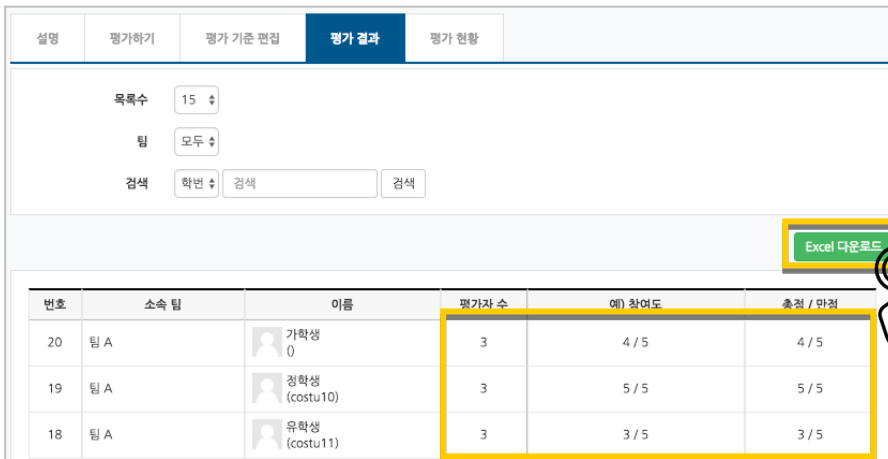 설명 평가하기 평가 기준 편집 평가 결과 평가 현황
목록수 15
팀 모두
검색 학번 검색 검색
Excel 다운로드
번호 소속 팀 이름 평가자 수 예) 참여도 총점 / 만점
20 팀 A 가학생 3 4 / 5 4 / 5
()
19 팀 A 정학생 3 5 / 5 5 / 5
(costu10)
18 팀 A 유학생 3 3 / 5 3 / 5
(costu11)